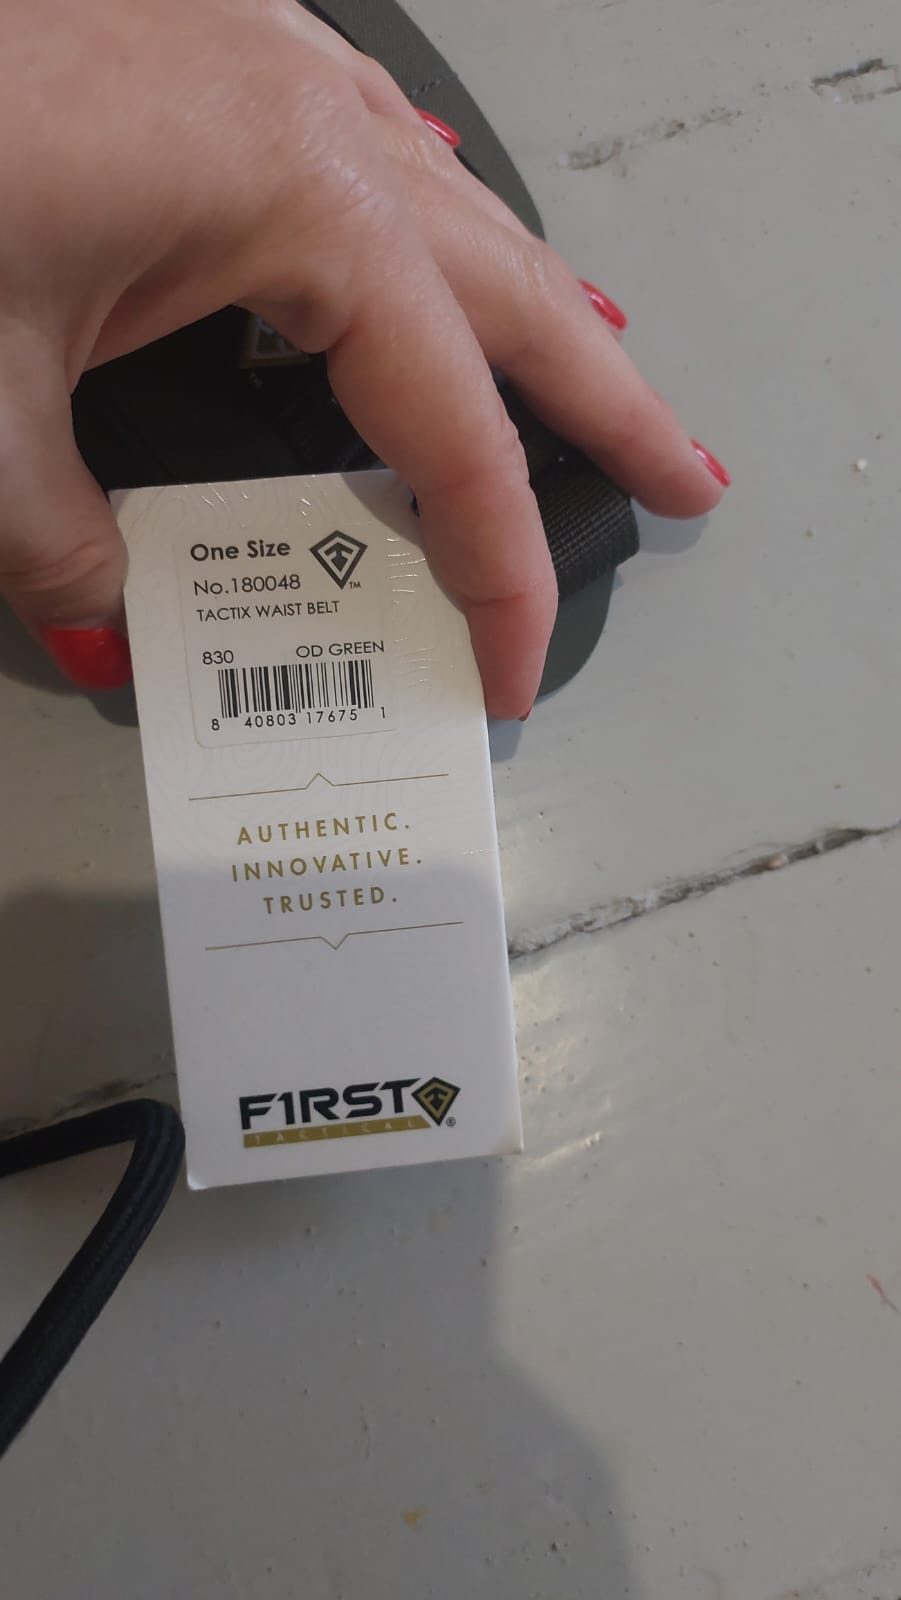 One Size
No.180048
TM
TACTIX WAIST BELT
830 OD GREEN
8 40803 17675 1
AUTHENTIC.
INNOVATIVE.
TRUSTED.
F1RST
TACTICAL
®